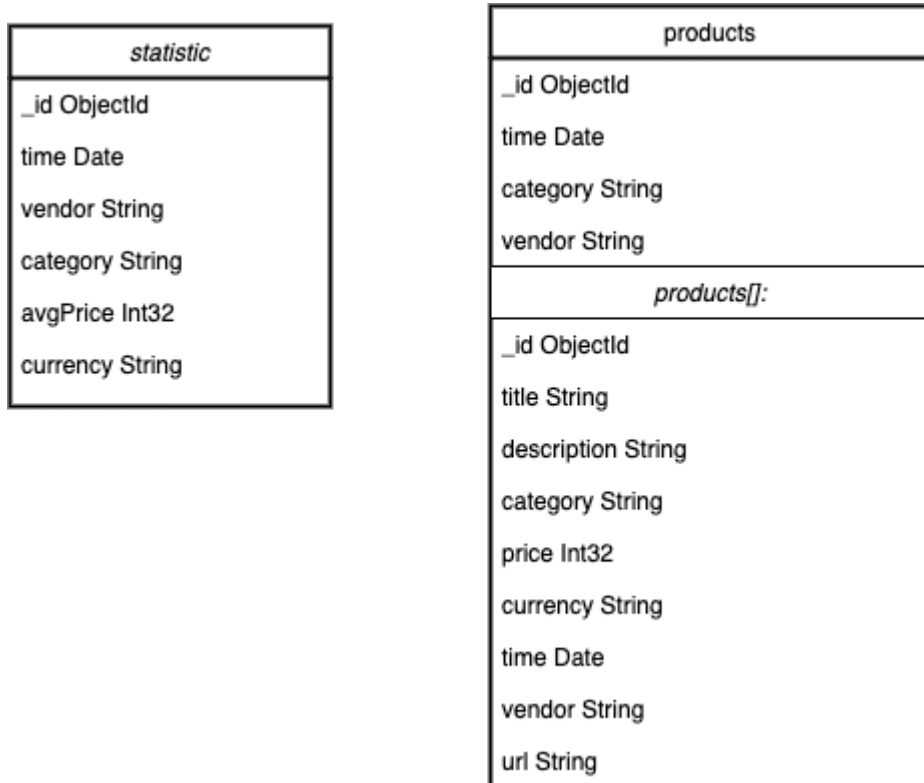 statistic
_id ObjectId
time Date
vendor String
category String
avgPrice Int32
currency String
products
_id ObjectId
time Date
category String
vendor String
products[]:
_id ObjectId
title String
description String
category String
price Int32
currency String
time Date
vendor String
url String